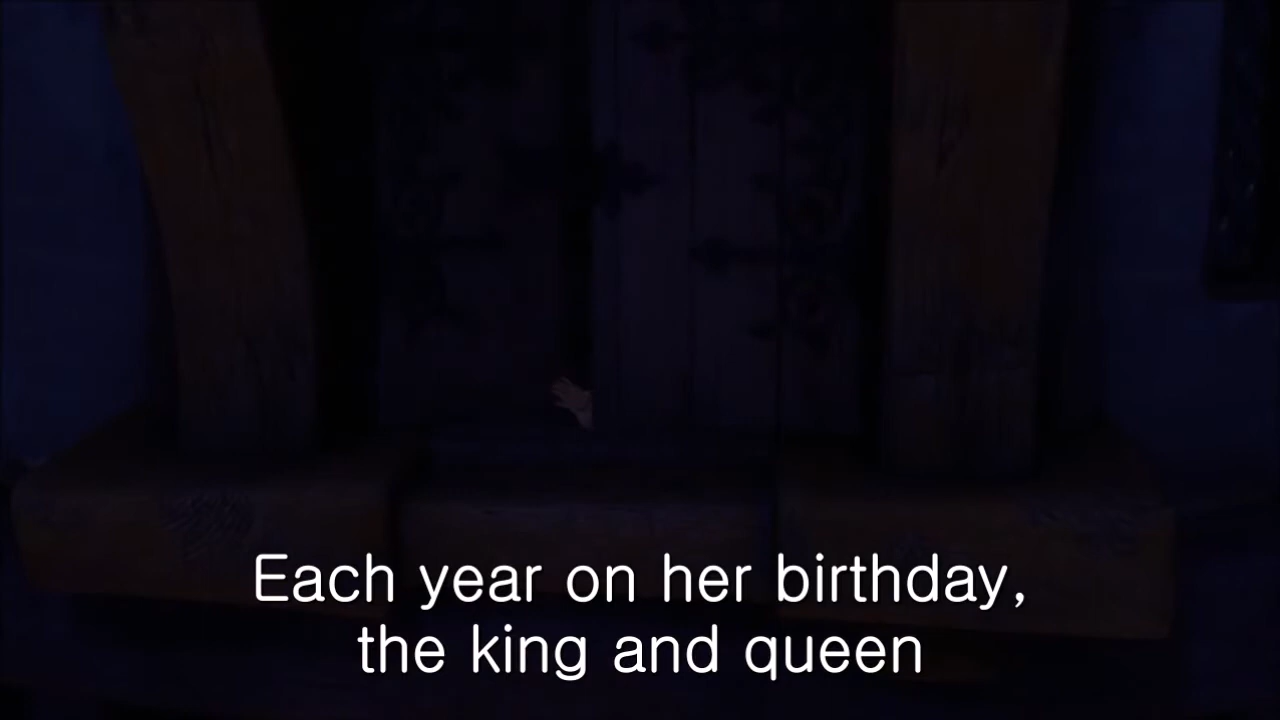 Each year on her birthday,
the king and queen